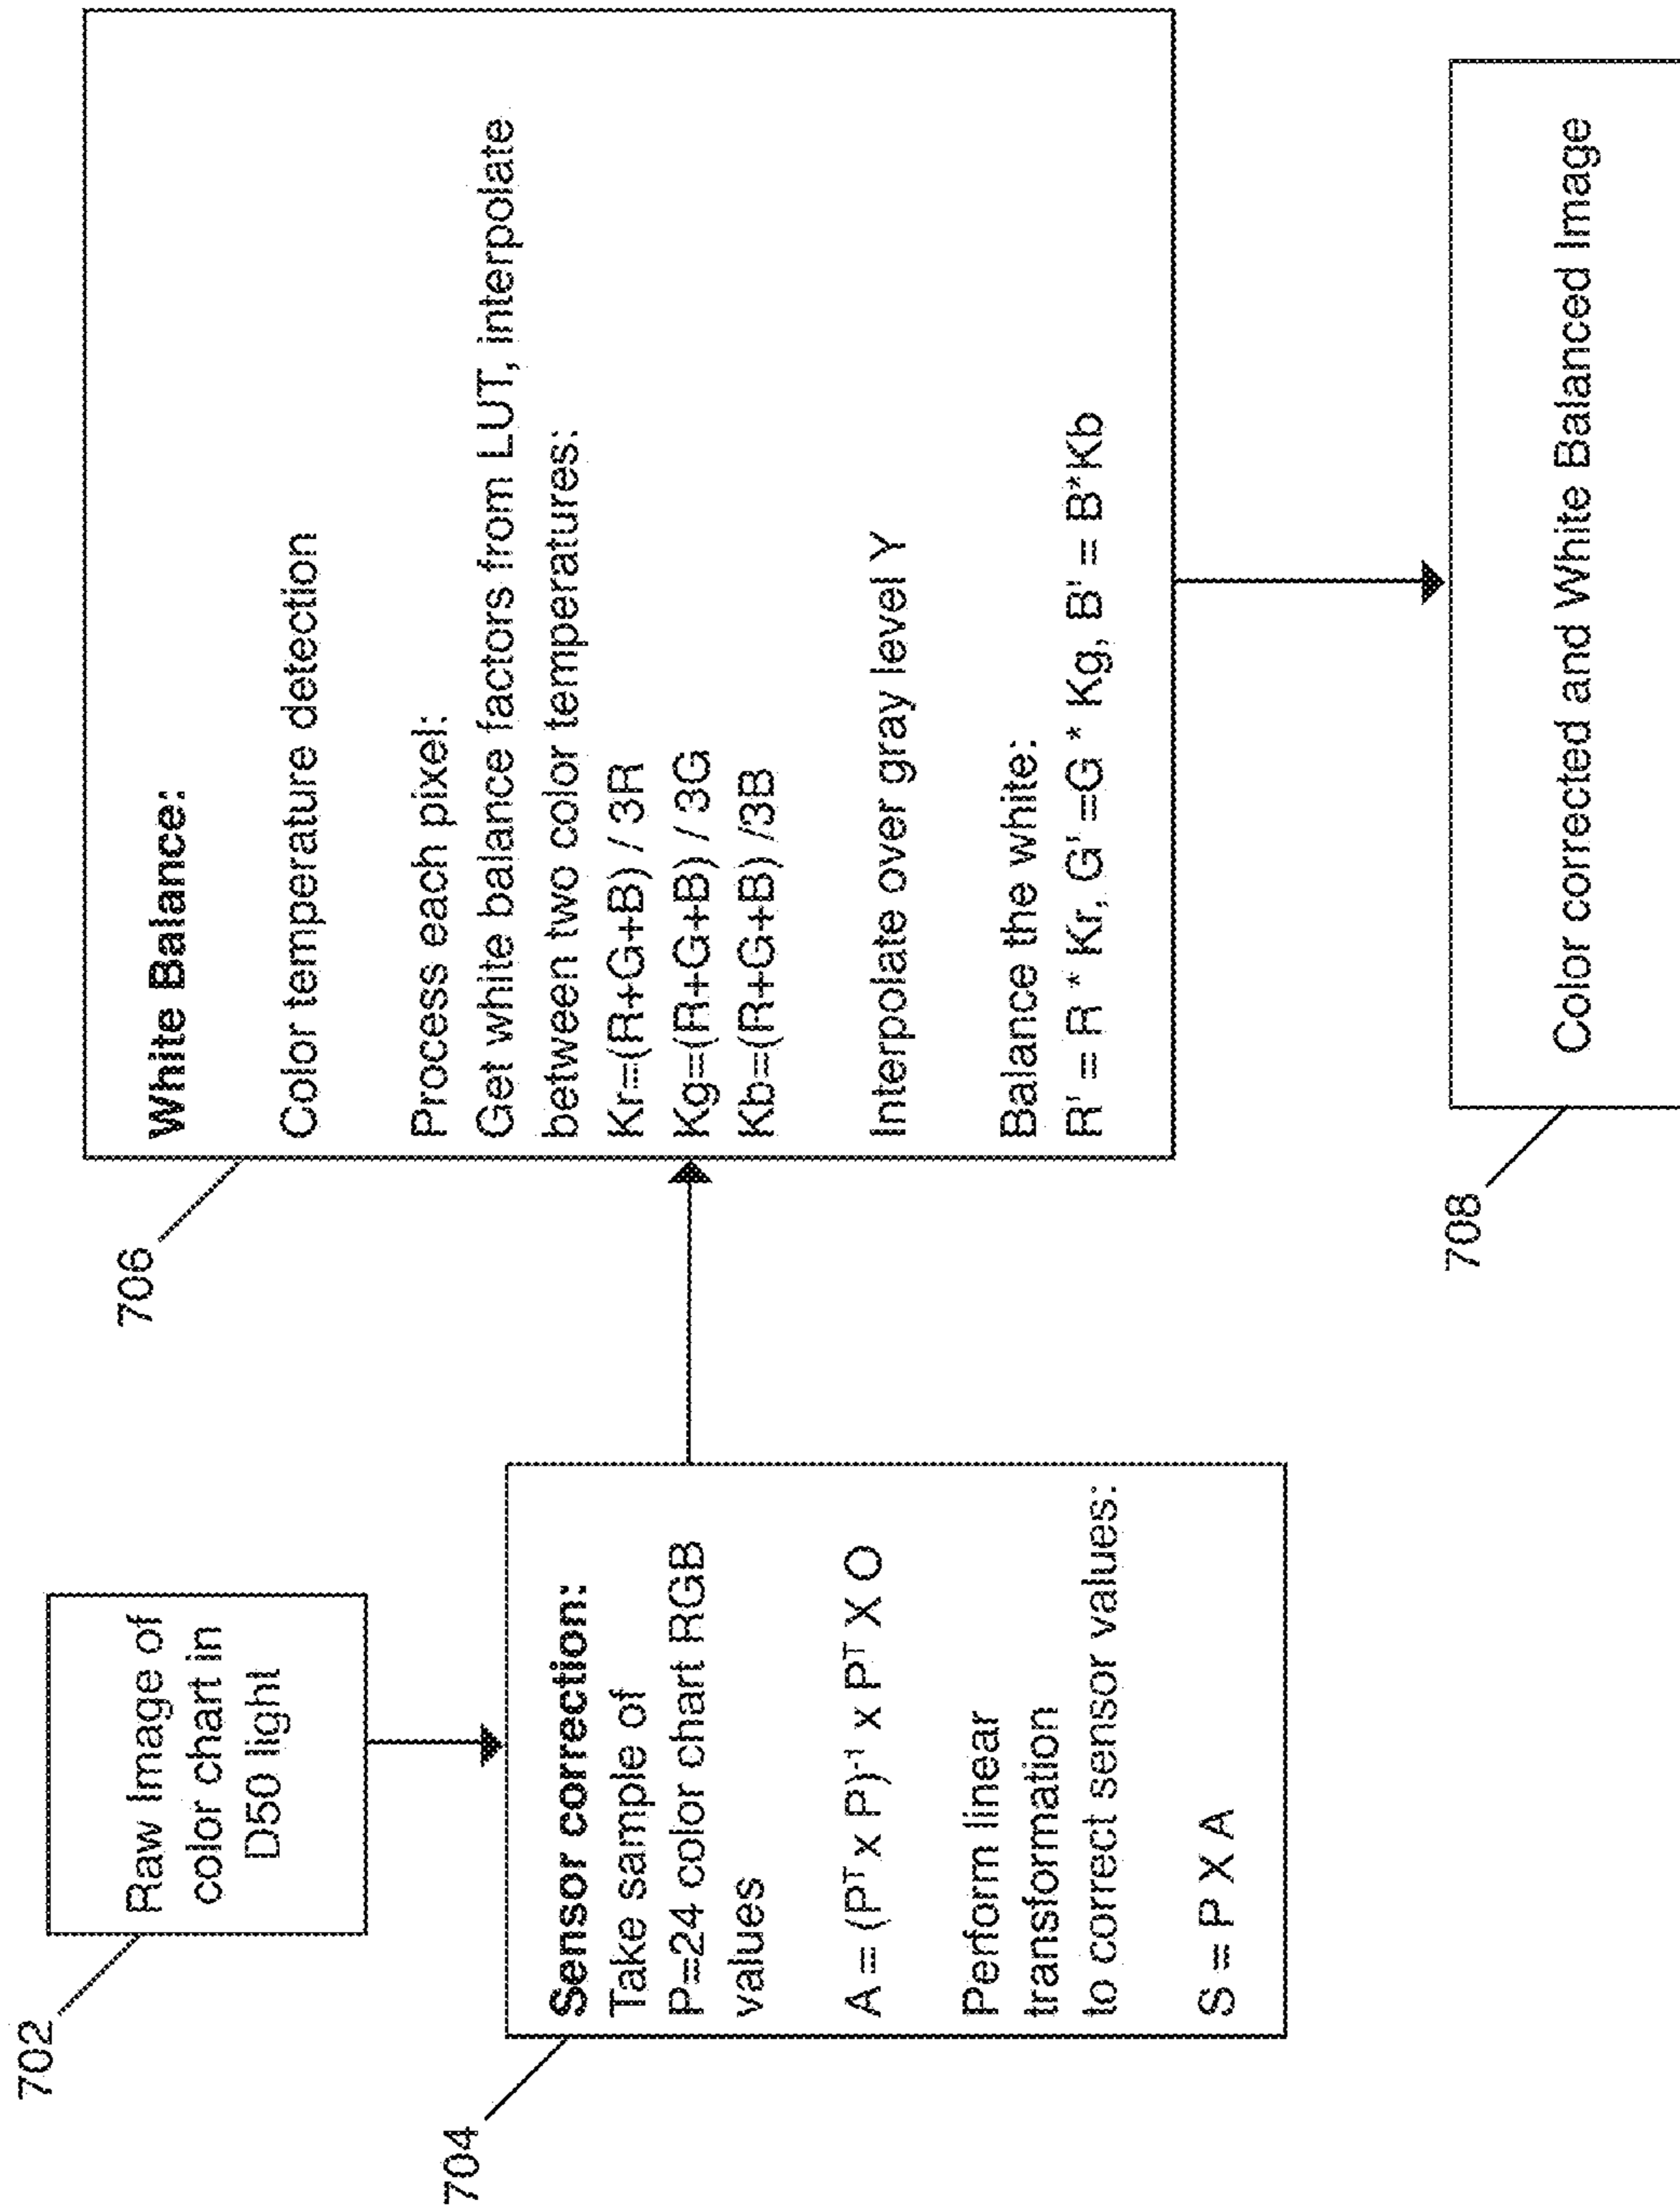 702
Raw Image of
color chart in
D50 light
704
Sensor correction:
Take sample of
P=24 color chart RGB
values
A = (Pᵀ x P)⁻¹ x Pᵀ X O
Perform linear
transformation
to correct sensor values:
S = P X A
706
White Balance:
Color temperature detection
Process each pixel:
Get white balance factors from LUT, interpolate
between two color temperatures:
Kr=(R+G+B) / 3R
Kg=(R+G+B) / 3G
Kb=(R+G+B) /3B
Interpolate over gray level Y
Balance the white:
R' = R * Kr, G' =G * Kg, B' = B*Kb
708
Color corrected and White Balanced Image